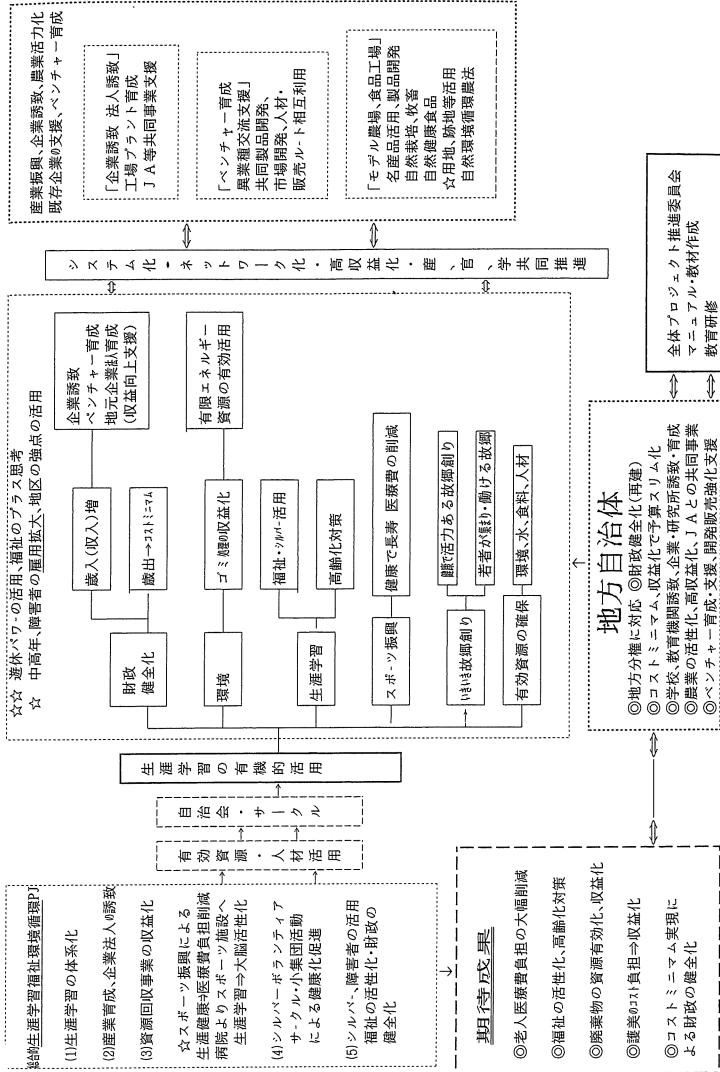 総合的生涯学習福祉環境循環PJ
(1)生涯学習の体系化
(2)産業育成、企業法人の誘致
(3)資源回収事業の収益化
☆スポーツ振興による
生涯健康⇒医療費負担削減
病院よりスポーツ施設へ
生涯学習⇒大脳活性化
(4)シルバーボランティア
サークル・小集団活動
による健康化促進
(5)シルバー、障害者の活用
福祉の活性化・財政の
健全化
有効資源・人材活用
自治会・サークル
生涯学習の有機的活用
☆☆ 遊休パワーの活用、福祉のプラス思考
☆ 中高年、障害者の雇用拡大、地区の強点の活用
財政
健全化
歳入(収入)増
歳出→コストミニマム
企業誘致
ベンチャー育成
地元企業法人育成
(収益向上支援)
環境
ゴミ処理の収益化
有限エネルギー
資源の有効活用
生涯学習
福祉・シルバー活用
高齢化対策
スポーツ振興
健康で長寿 医療費の削減
いきいき故郷創り
健康で活力ある故郷創り
若者が集まり・働ける故郷
有効資源の確保
環境、水、食料、人材
システム化・ネットワーク化・高収益化・産、官、学共同推進
産業振興、企業誘致、農業活力化
既存企業の支援、ベンチャー育成
「企業誘致 法人誘致」
工場プラント育成
JA等共同事業支援
「ベンチャー育成
異業種交流支援」
共同製品開発、
市場開発、人材・
販売ルート相互利用
「モデル農場、食品工場」
名産品活用、製品開発
自然栽培、牧畜
自然健康食品
☆用地、跡地等活用
自然環境循環農法
期待成果
◎老人医療費負担の大幅削減
◎福祉の活性化、高齢化対策
◎廃棄物の資源有効化、収益化
◎護美のコスト負担⇒収益化
◎コストミニマム実現に
よる財政の健全化
地方自治体
◎地方分権に対応 ◎財政健全化(再建)
◎コストミニマム、収益化で予算スリム化
◎学校、教育機関誘致、企業・研究所誘致・育成
◎農業の活性化、高収益化、JAとの共同事業
◎ベンチャー育成・支援、開発販売強化支援
全体プロジェクト推進委員会
マニュアル・教材作成
教育研修